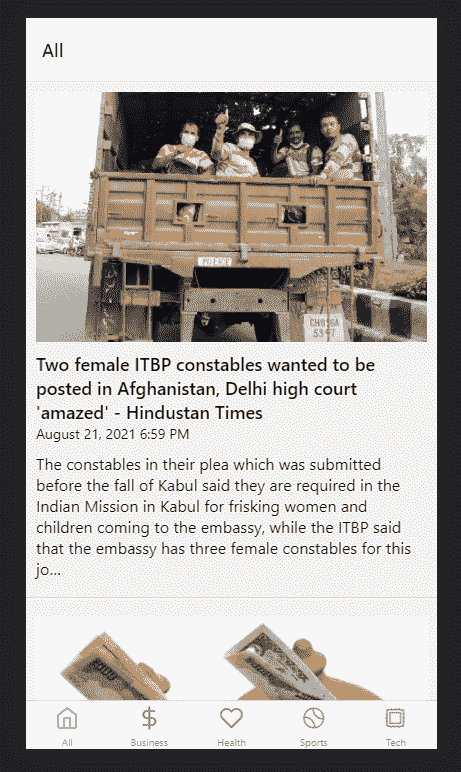 All
POLICE
Two female ITBP constables wanted to be
posted in Afghanistan, Delhi high court
'amazed' - Hindustan Times
August 21, 2021 6:59 PM
The constables in their plea which was submitted
before the fall of Kabul said they are required in the
Indian Mission in Kabul for frisking women and
children coming to the embassy, while the ITBP said
that the embassy has three female constables for this
jo...
All Business Health Sports Tech